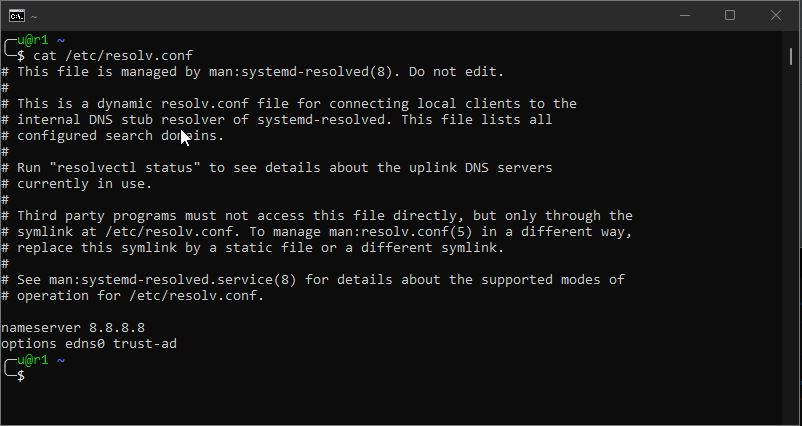 ~
u@r1 ~
$ cat /etc/resolv.conf
# This file is managed by man:systemd-resolved(8). Do not edit.
#
# This is a dynamic resolv.conf file for connecting local clients to the
# internal DNS stub resolver of systemd-resolved. This file lists all
# configured search domains.
#
# Run "resolvectl status" to see details about the uplink DNS servers
# currently in use.
#
# Third party programs must not access this file directly, but only through the
# symlink at /etc/resolv.conf. To manage man:resolv.conf(5) in a different way,
# replace this symlink by a static file or a different symlink.
#
# See man:systemd-resolved.service(8) for details about the supported modes of
# operation for /etc/resolv.conf.

nameserver 8.8.8.8
options edns0 trust-ad
u@r1 ~
$